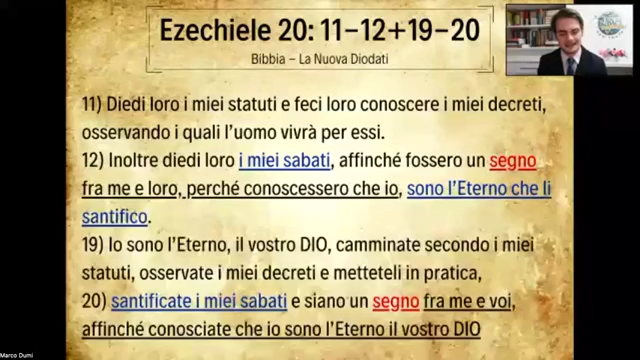 Ezechiele 20: 11-12+19-20
Bibbia – La Nuova Diodati
11) Diedi loro i miei statuti e feci loro conoscere i miei decreti,
osservando i quali l'uomo vivrà per essi.
12) Inoltre diedi loro i miei sabati, affinché fossero un segno
fra me e loro, perché conoscessero che io, sono l'Eterno che li
santifico.
19) Io sono l'Eterno, il vostro DIO, camminate secondo i miei
statuti, osservate i miei decreti e metteteli in pratica,
20) santificate i miei sabati e siano un segno fra me e voi,
affinché conosciate che io sono l'Eterno il vostro DIO
Marco Dumi